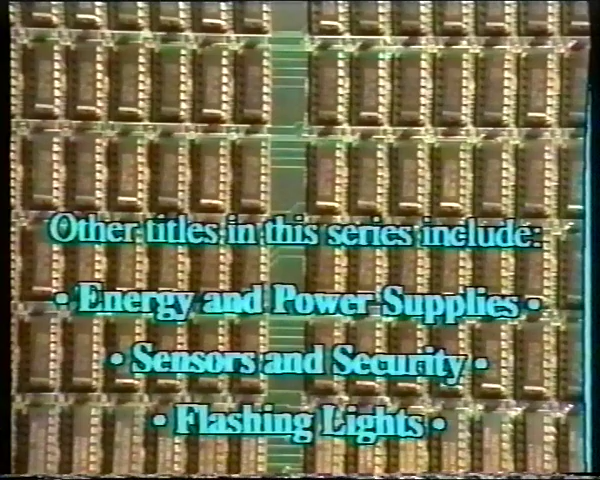 Other titles in this series include:
• Energy and Power Supplies •
• Sensors and Security •
• Flashing Lights •